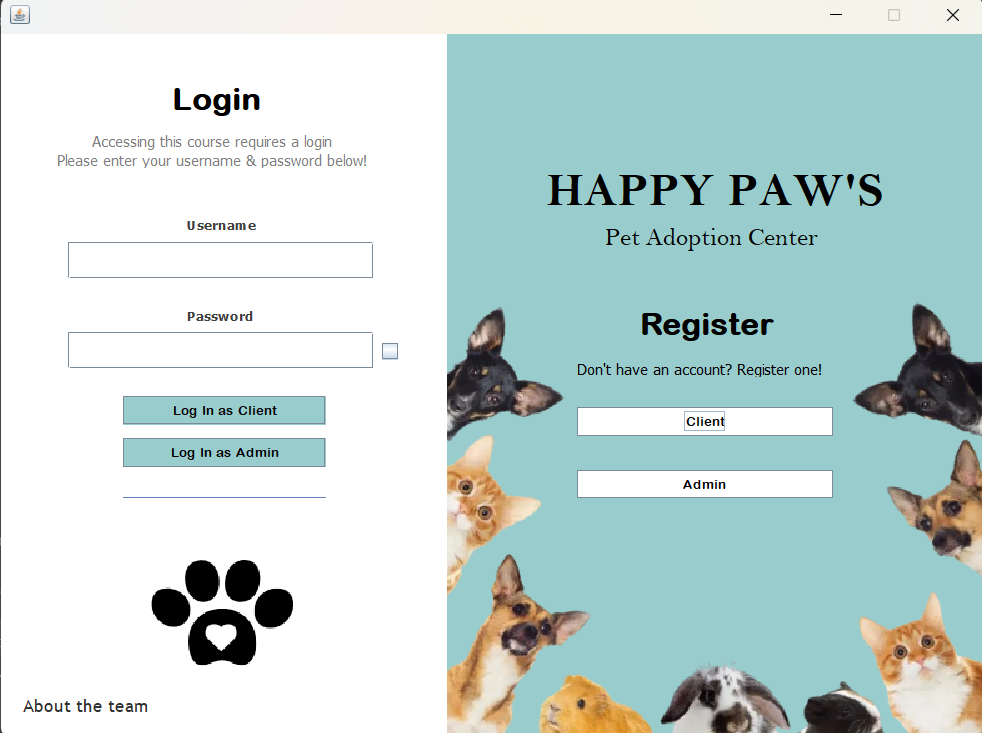 Login
Accessing this course requires a login
Please enter your username & password below!
Username
Password
Log In as Client
Log In as Admin
About the team
HAPPY PAW'S
Pet Adoption Center
Register
Don't have an account? Register one!
Client
Admin